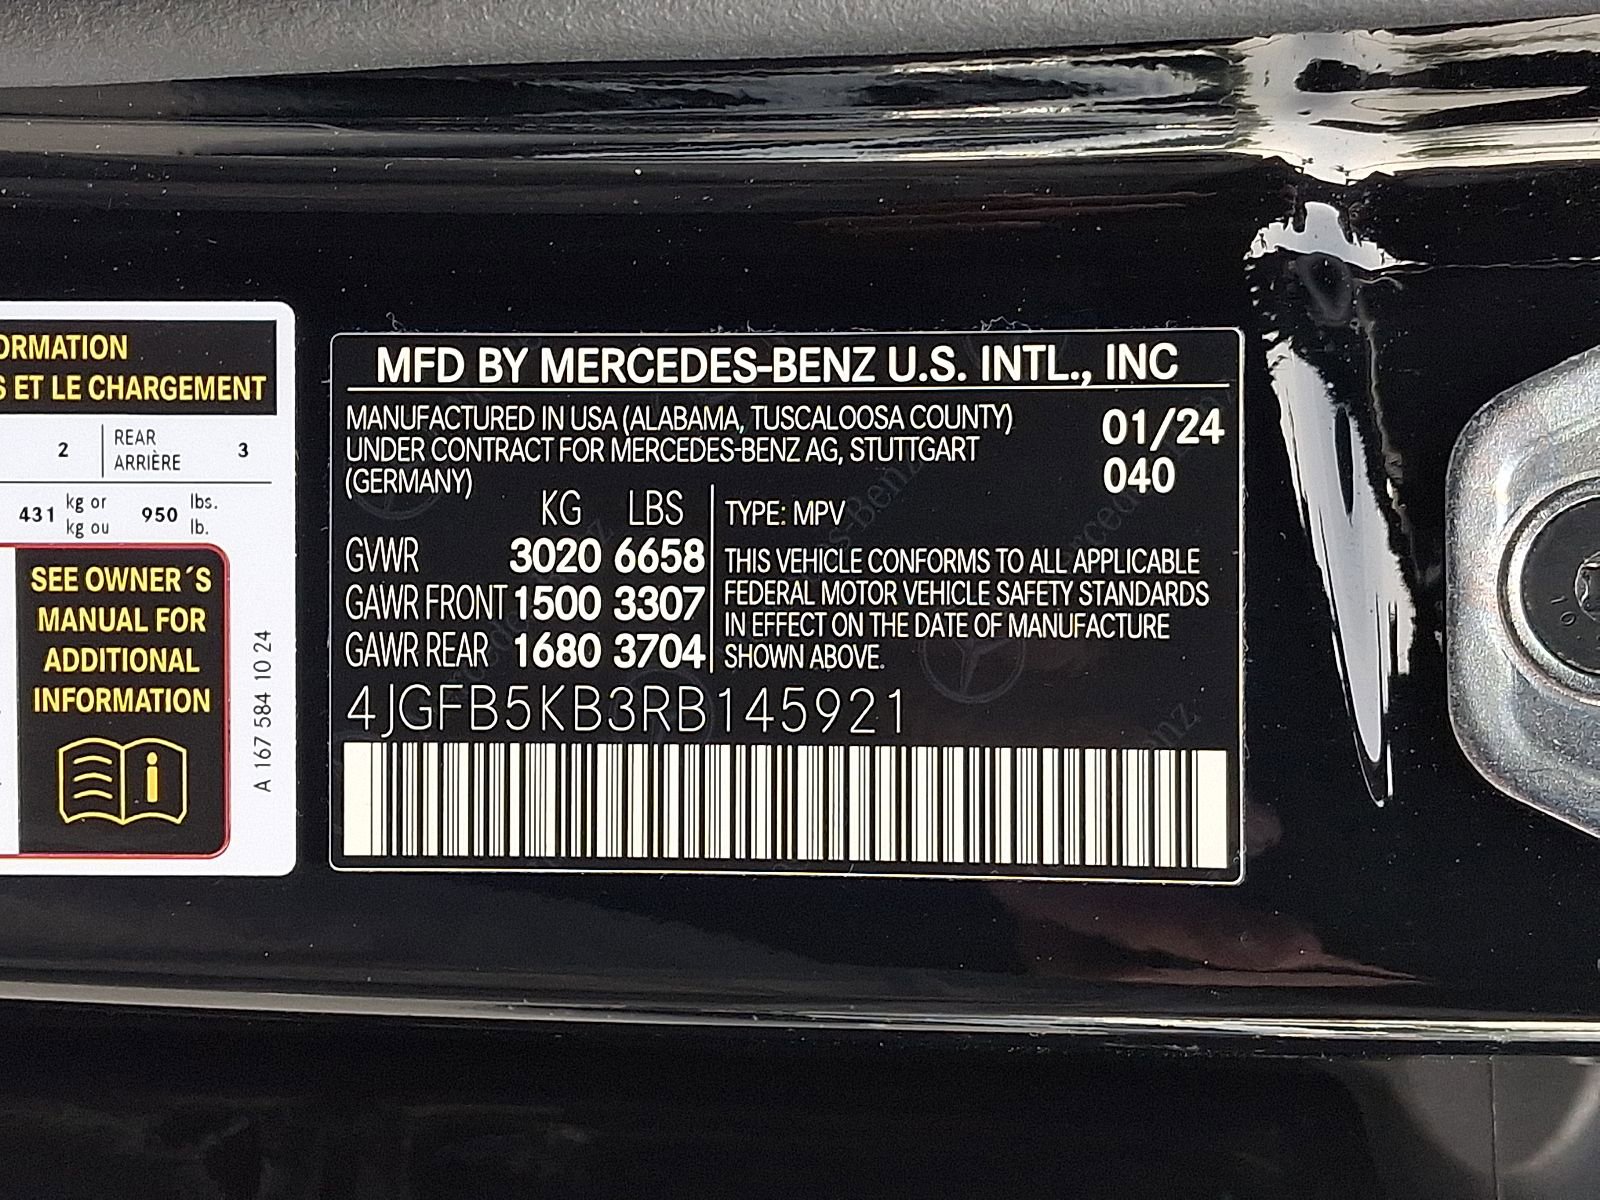 ORMATION
S ET LE CHARGEMENT
2 REAR 3
ARRIÈRE
431 kg or 950 lbs.
kg ou lb.
SEE OWNER´S
MANUAL FOR
ADDITIONAL
INFORMATION
A 167 584 10 24
MFD BY MERCEDES-BENZ U.S. INTL., INC
MANUFACTURED IN USA (ALABAMA, TUSCALOOSA COUNTY)
UNDER CONTRACT FOR MERCEDES-BENZ AG, STUTTGART
(GERMANY)
01/24
040
KG LBS
GVWR 3020 6658
GAWR FRONT 1500 3307
GAWR REAR 1680 3704
TYPE: MPV
THIS VEHICLE CONFORMS TO ALL APPLICABLE
FEDERAL MOTOR VEHICLE SAFETY STANDARDS
IN EFFECT ON THE DATE OF MANUFACTURE
SHOWN ABOVE.
4JGFB5KB3RB145921